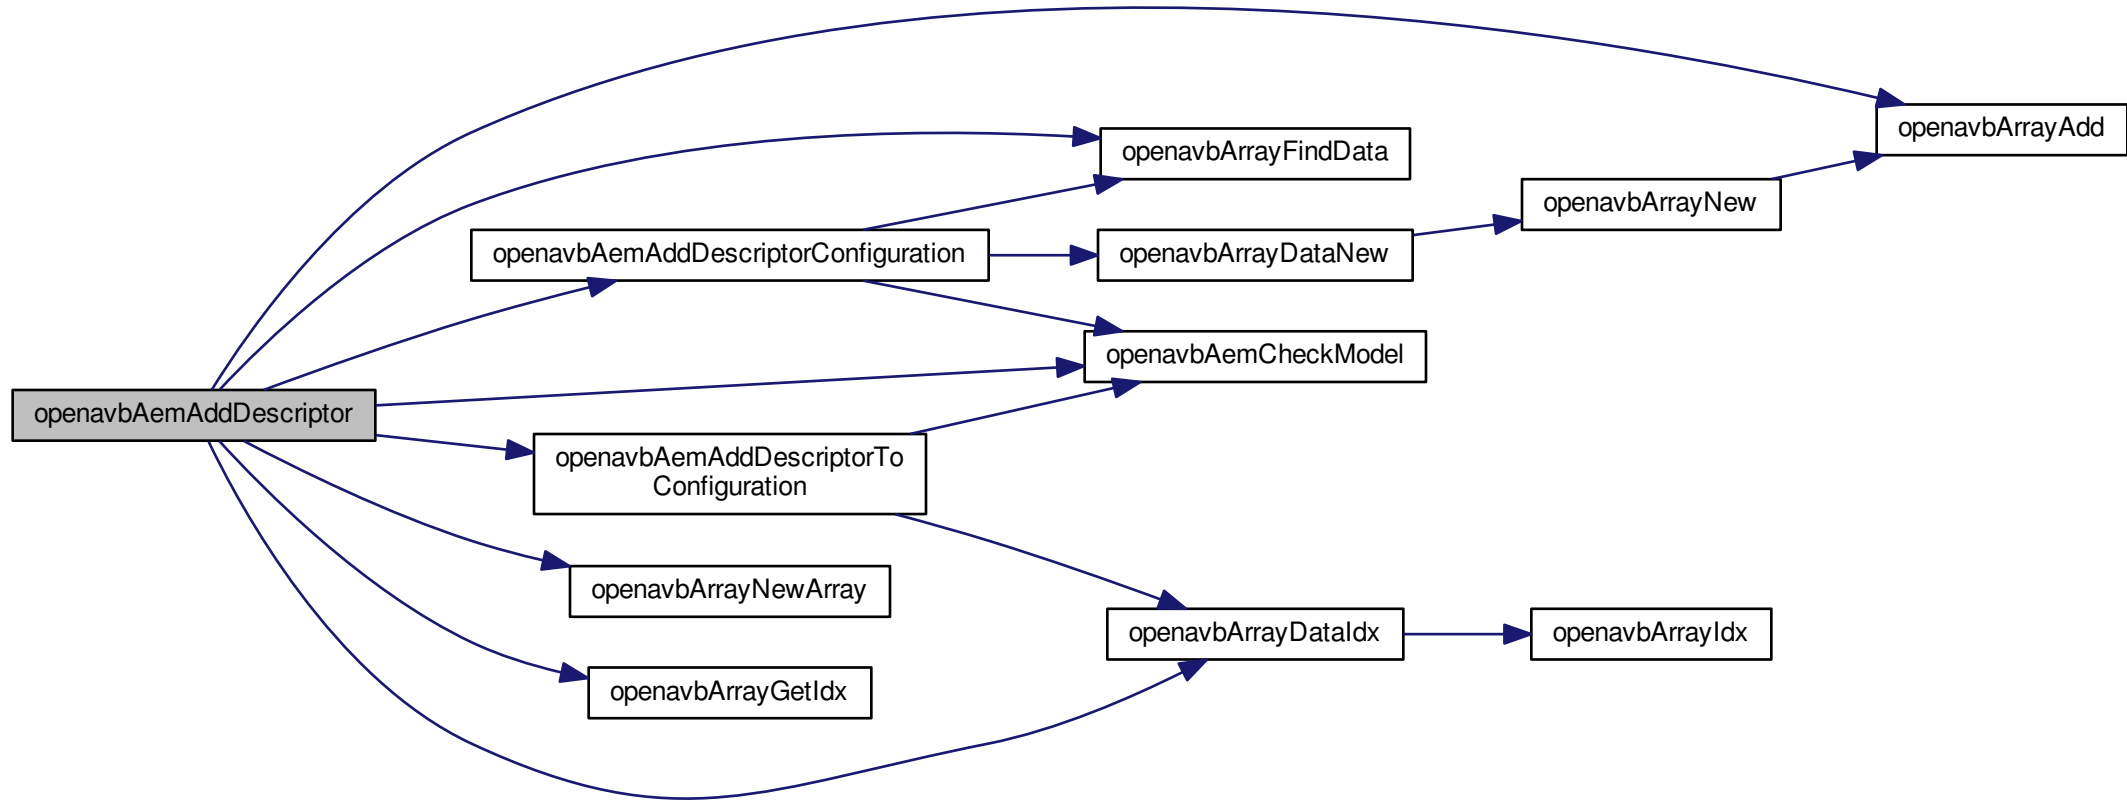 openavbArrayAdd
openavbArrayFindData
openavbArrayNew
openavbAemAddDescriptorConfiguration
openavbArrayDataNew
openavbAemCheckModel
openavbAemAddDescriptor
openavbAemAddDescriptorTo
Configuration
openavbArrayNewArray
openavbArrayDataIdx
openavbArrayIdx
openavbArrayGetIdx